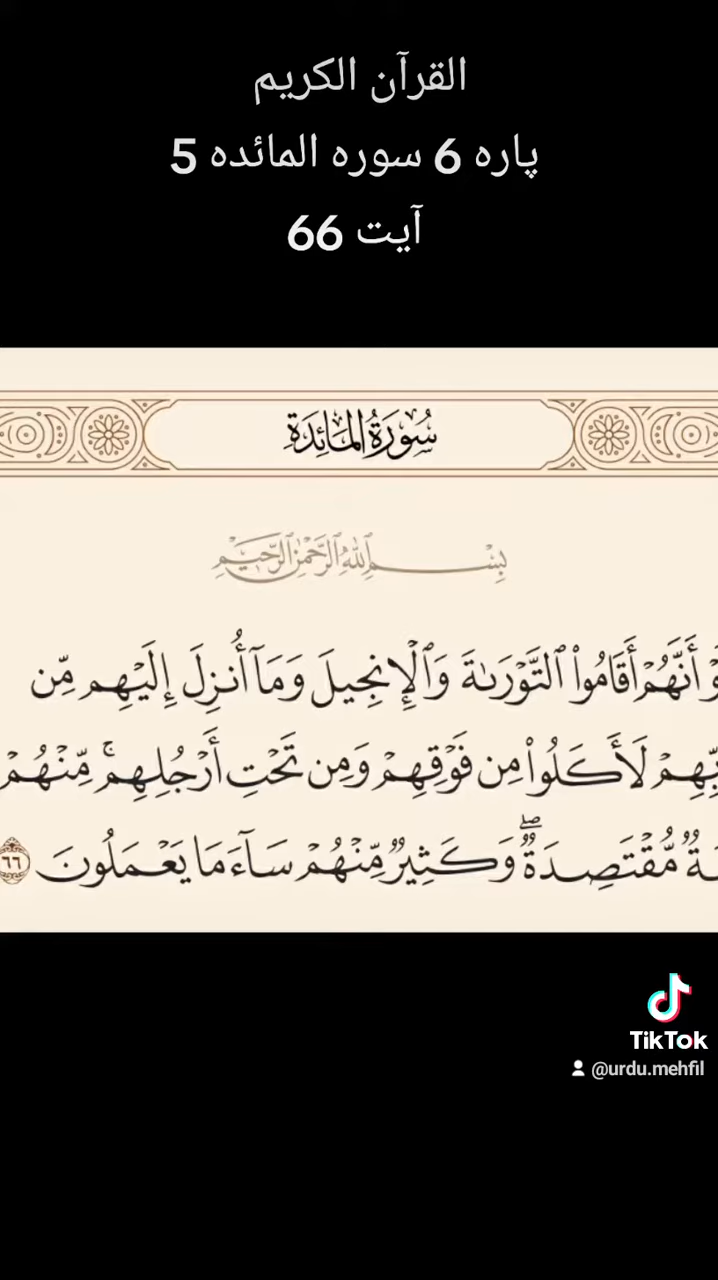 القرآن الكريم
پاره 6 سوره المائده 5
آیت 66
سُورَةُ المَائِدَةِ
بِسْمِ اللَّهِ الرَّحْمَٰنِ الرَّحِيمِ
أَنَّهُمْ أَقَامُوا۟ ٱلتَّوْرَىٰةَ وَٱلْإِنجِيلَ وَمَآ أُنزِلَ إِلَيْهِم مِّن
لَأَكَلُوا۟ مِن فَوْقِهِمْ وَمِن تَحْتِ أَرْجُلِهِم ۚ مِّنْهُمْ
مُّقْتَصِدَةٌ ۖ وَكَثِيرٌ مِّنْهُمْ سَآءَ مَا يَعْمَلُونَ ٦٦
TikTok
@urdu.mehfil